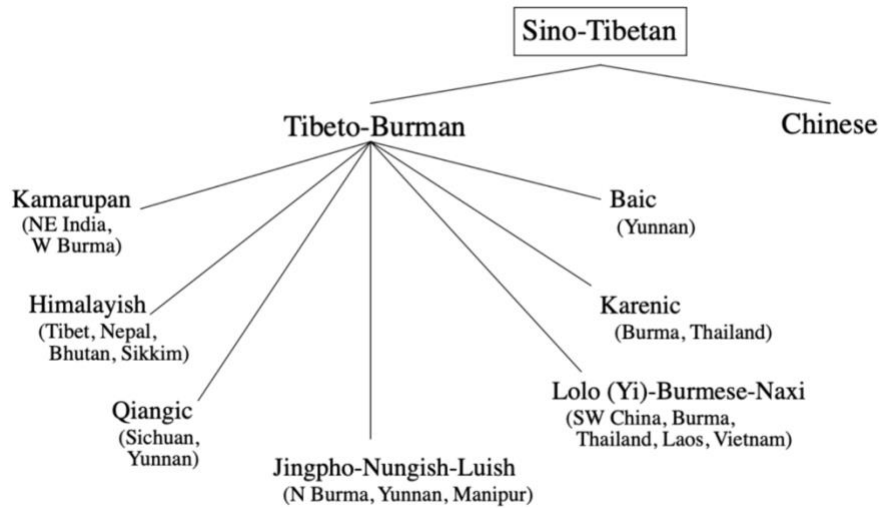 Sino-Tibetan
Tibeto-Burman
Chinese
Kamarupan
(NE India,
W Burma)
Baic
(Yunnan)
Himalayish
(Tibet, Nepal,
Bhutan, Sikkim)
Karenic
(Burma, Thailand)
Qiangic
(Sichuan,
Yunnan)
Lolo (Yi)-Burmese-Naxi
(SW China, Burma,
Thailand, Laos, Vietnam)
Jingpho-Nungish-Luish
(N Burma, Yunnan, Manipur)